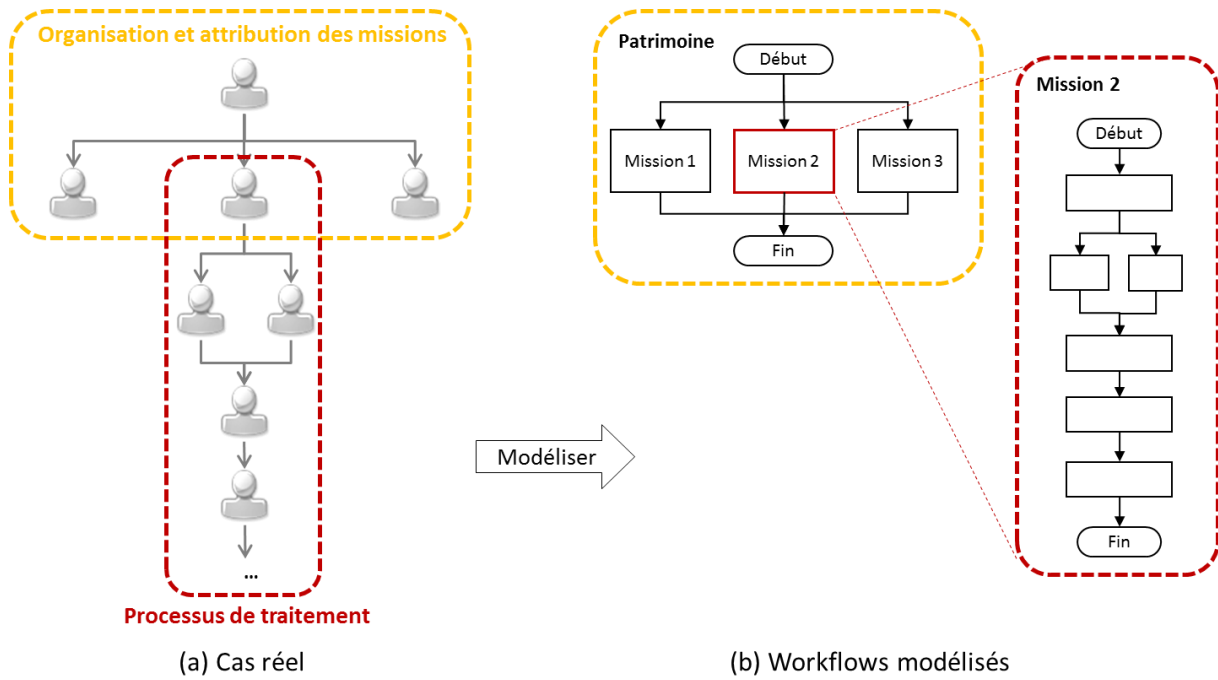 Organisation et attribution des missions
...
Processus de traitement
(a) Cas réel
Modéliser
Patrimoine
Début
Mission 1
Mission 2
Mission 3
Fin
Mission 2
Début
Fin
(b) Workflows modélisés